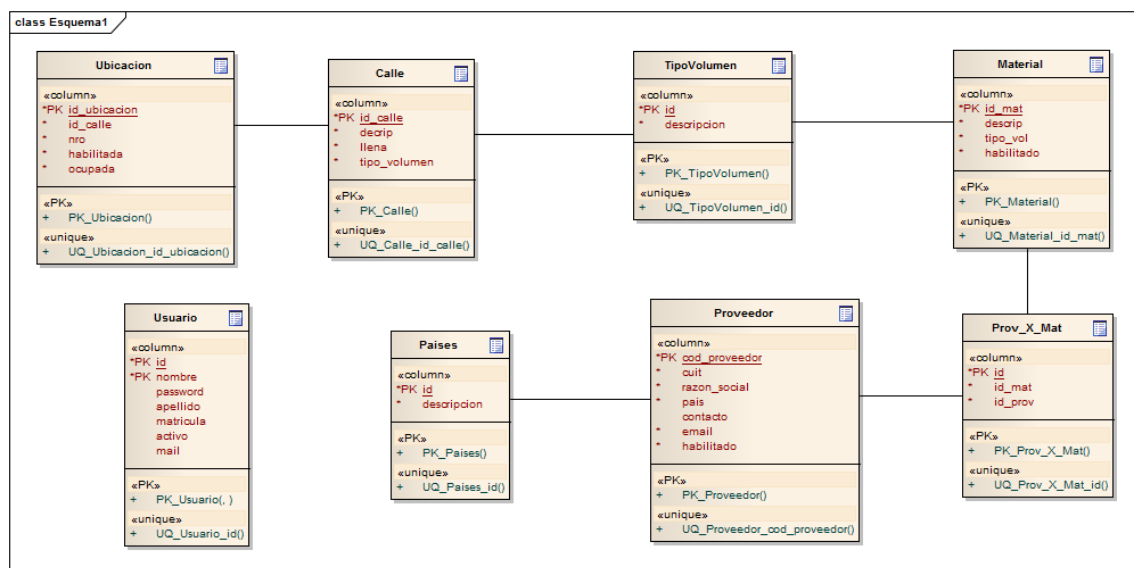 class Esquema1
Ubicacion
«column»
*PK id_ubicacion
* id_calle
* nro
* habilitada
* ocupada
«PK»
+ PK_Ubicacion()
«unique»
+ UQ_Ubicacion_id_ubicacion()
Calle
«column»
*PK id_calle
* decrip
* llena
* tipo_volumen
«PK»
+ PK_Calle()
«unique»
+ UQ_Calle_id_calle()
TipoVolumen
«column»
*PK id
* descripcion
«PK»
+ PK_TipoVolumen()
«unique»
+ UQ_TipoVolumen_id()
Material
«column»
*PK id_mat
* descrip
* tipo_vol
* habilitado
«PK»
+ PK_Material()
«unique»
+ UQ_Material_id_mat()
Usuario
«column»
*PK id
*PK nombre
password
apellido
matricula
activo
mail
«PK»
+ PK_Usuario(, )
«unique»
+ UQ_Usuario_id()
Paises
«column»
*PK id
* descripcion
«PK»
+ PK_Paises()
«unique»
+ UQ_Paises_id()
Proveedor
«column»
*PK cod_proveedor
* cuit
* razon_social
* pais
contacto
* email
* habilitado
«PK»
+ PK_Proveedor()
«unique»
+ UQ_Proveedor_cod_proveedor()
Prov_X_Mat
«column»
*PK id
* id_mat
* id_prov
«PK»
+ PK_Prov_X_Mat()
«unique»
+ UQ_Prov_X_Mat_id()